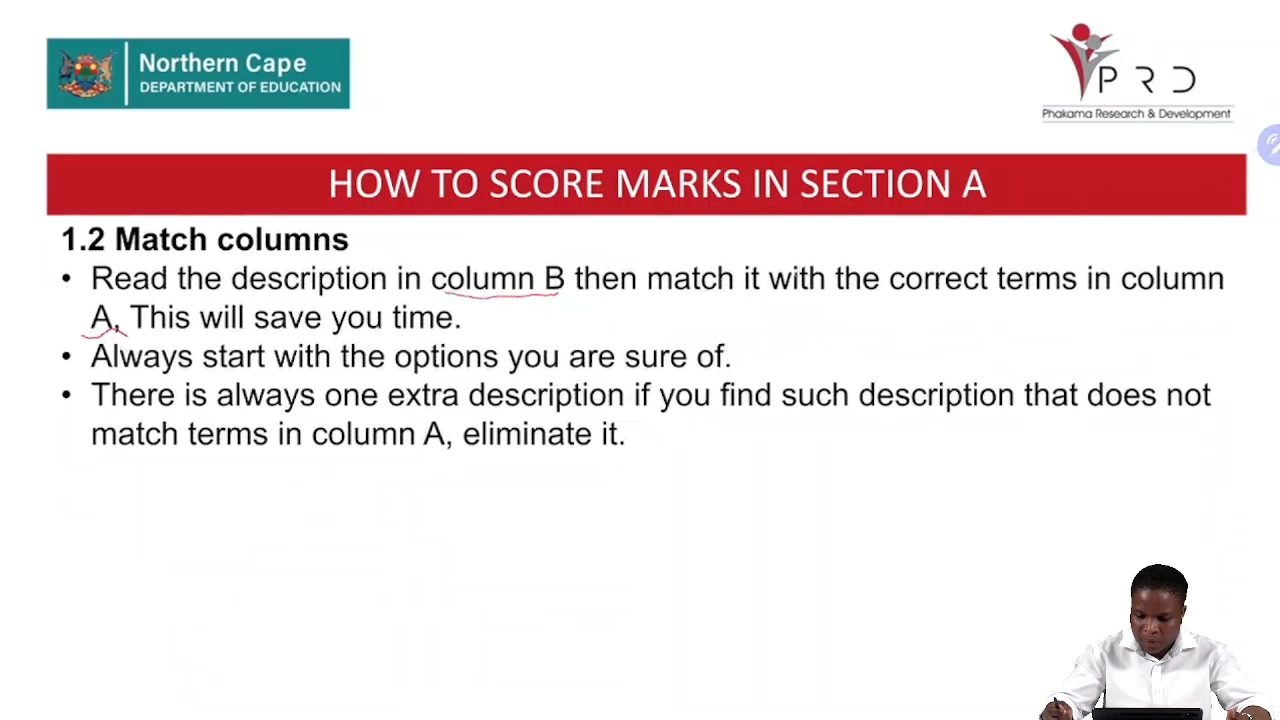 Northern Cape
DEPARTMENT OF EDUCATION
PRD
Phakama Research & Development
HOW TO SCORE MARKS IN SECTION A
1.2 Match columns
• Read the description in column B then match it with the correct terms in column
A, This will save you time.
• Always start with the options you are sure of.
• There is always one extra description if you find such description that does not
match terms in column A, eliminate it.